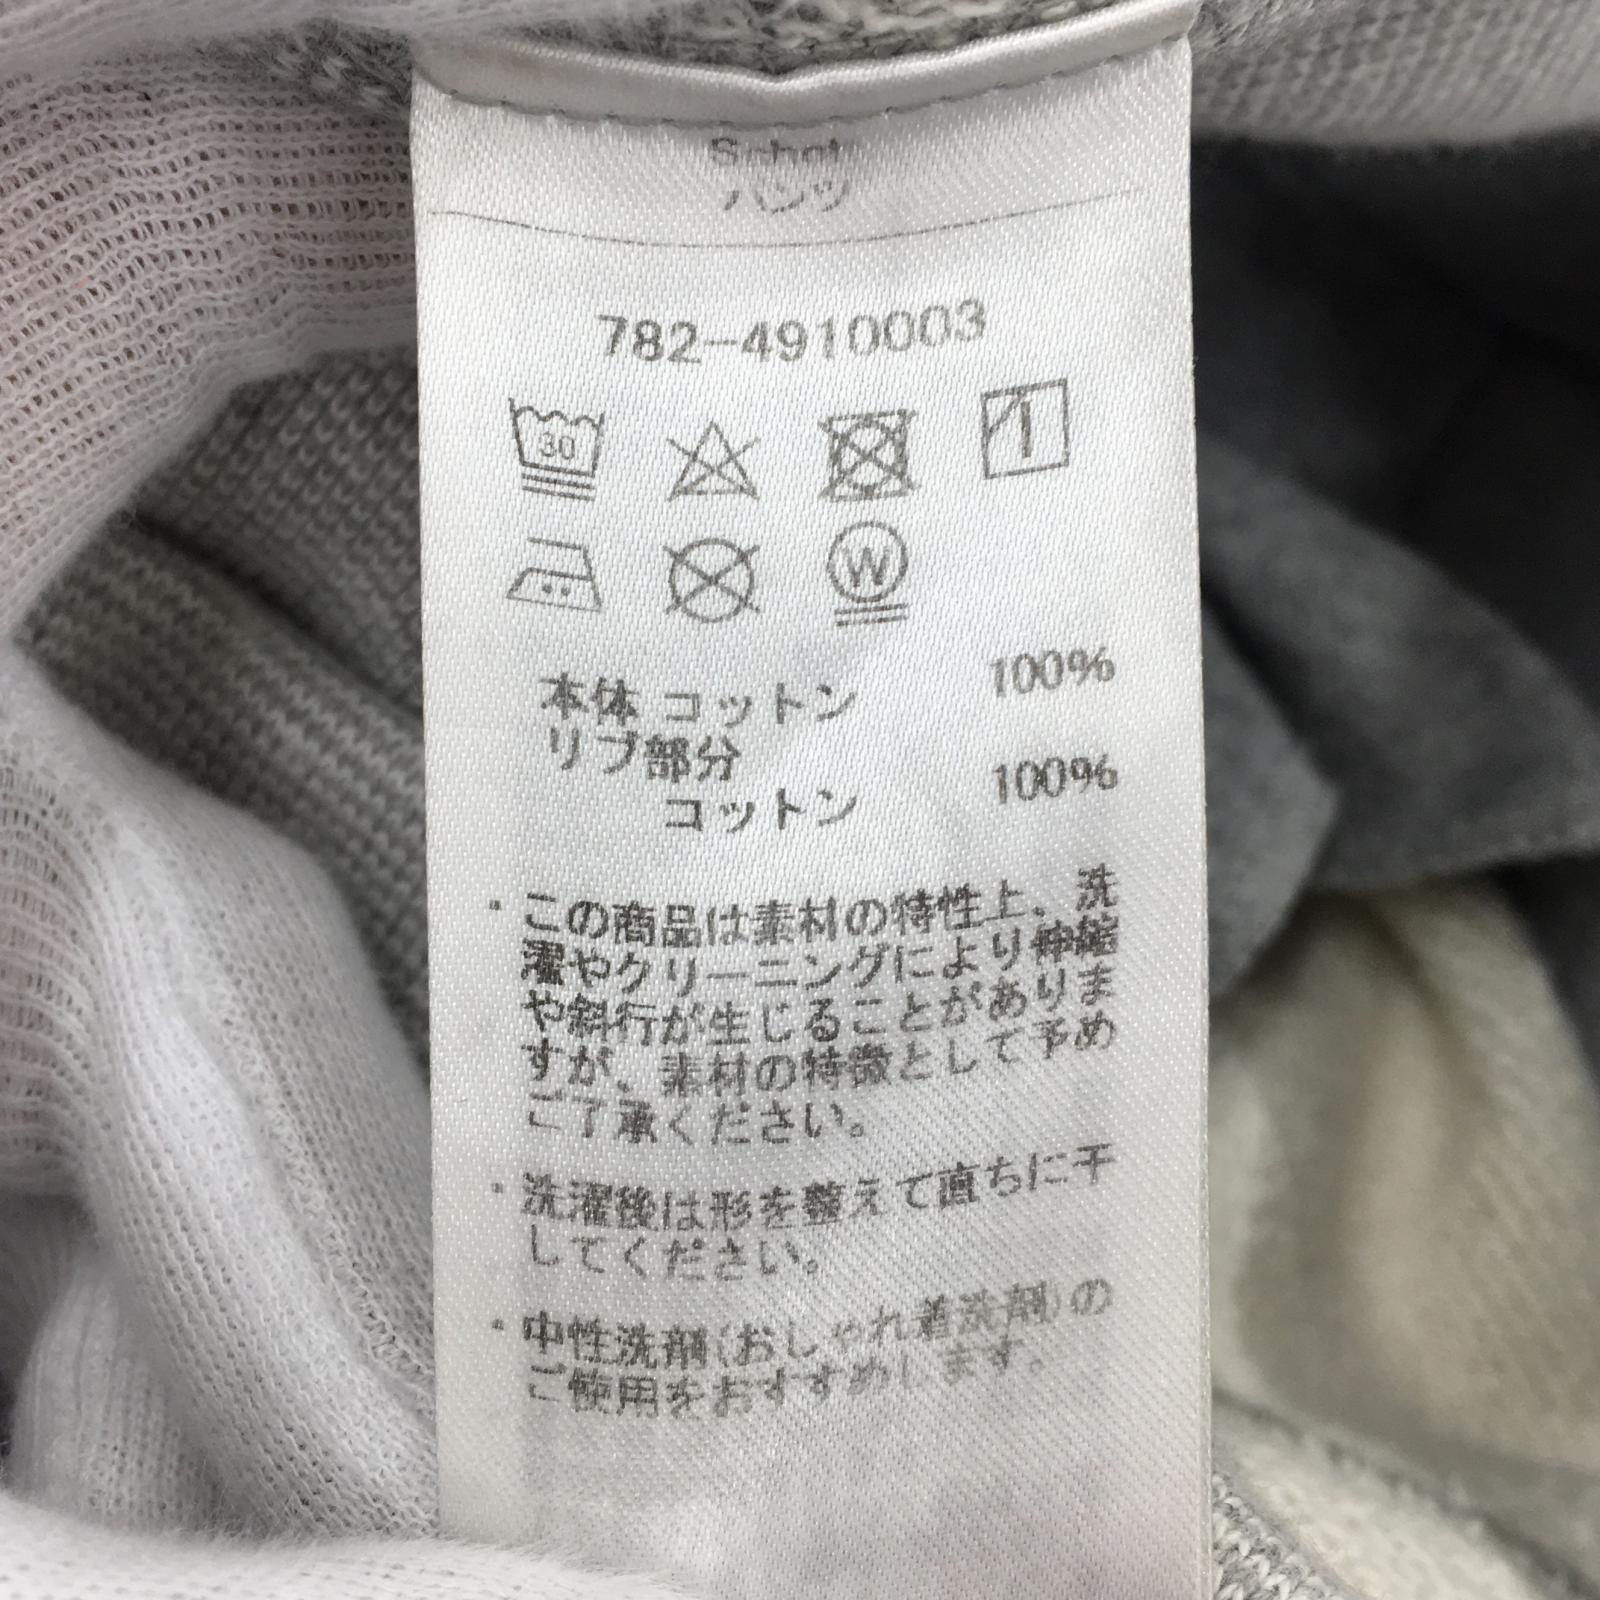 Schot
パンツ
782-4910003
30
W
本体 コットン 100%
リブ部分
コットン 100%
・この商品は素材の特性上、洗
濯やクリーニングにより伸縮
や斜行が生じることがありま
すが、素材の特徴として予め
ご了承ください。
・洗濯後は形を整えて直ちに干
してください。
・中性洗剤(おしゃれ着洗剤)の
ご使用をおすすめします。